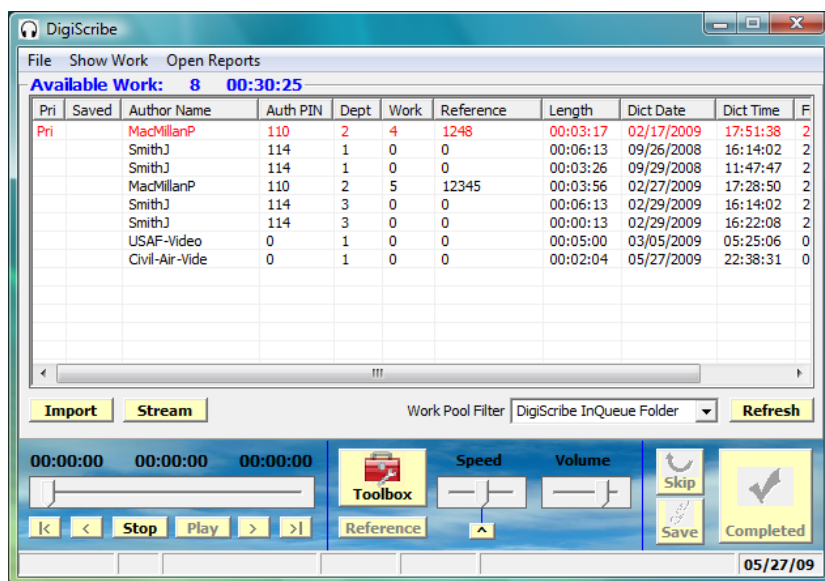 DigiScribe
File Show Work Open Reports
Available Work: 8 00:30:25
Pri Saved Author Name Auth PIN Dept Work Reference Length Dict Date Dict Time F
Pri MacMillanP 110 2 4 1248 00:03:17 02/17/2009 17:51:38 2
SmithJ 114 1 0 0 00:06:13 09/26/2008 16:14:02 2
SmithJ 114 1 0 0 00:03:26 09/29/2008 11:47:47 2
MacMillanP 110 2 5 12345 00:03:56 02/27/2009 17:28:50 2
SmithJ 114 3 0 0 00:06:13 02/29/2009 16:14:02 2
SmithJ 114 3 0 0 00:00:13 02/29/2009 16:22:08 2
USAF-Video 0 1 0 0 00:05:00 03/05/2009 05:25:06 0
Civil-Air-Vide 0 1 0 0 00:02:04 05/27/2009 22:38:31 0
Import Stream Work Pool Filter DigiScribe InQueue Folder Refresh
00:00:00 00:00:00 00:00:00 Speed Volume
Skip
Toolbox
|< < Stop Play > >| Reference ^ Save Completed
05/27/09